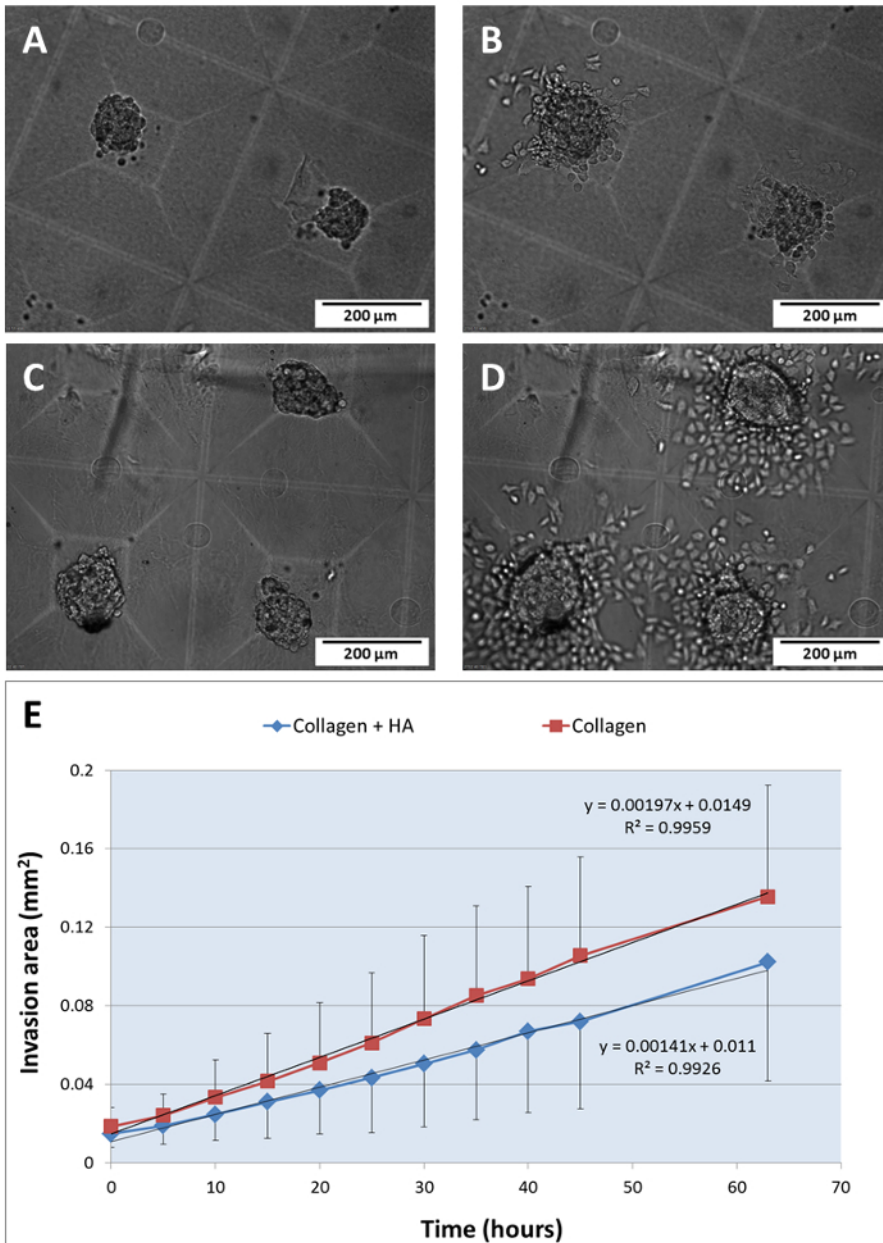 A
B
200 µm
200 µm
C
D
200 µm
200 µm
E
Collagen + HA
Collagen
Invasion area (mm²)
0.2
0.16
0.12
0.08
0.04
0
y = 0.00197x + 0.0149
R² = 0.9959
y = 0.00141x + 0.011
R² = 0.9926
0 10 20 30 40 50 60 70
Time (hours)